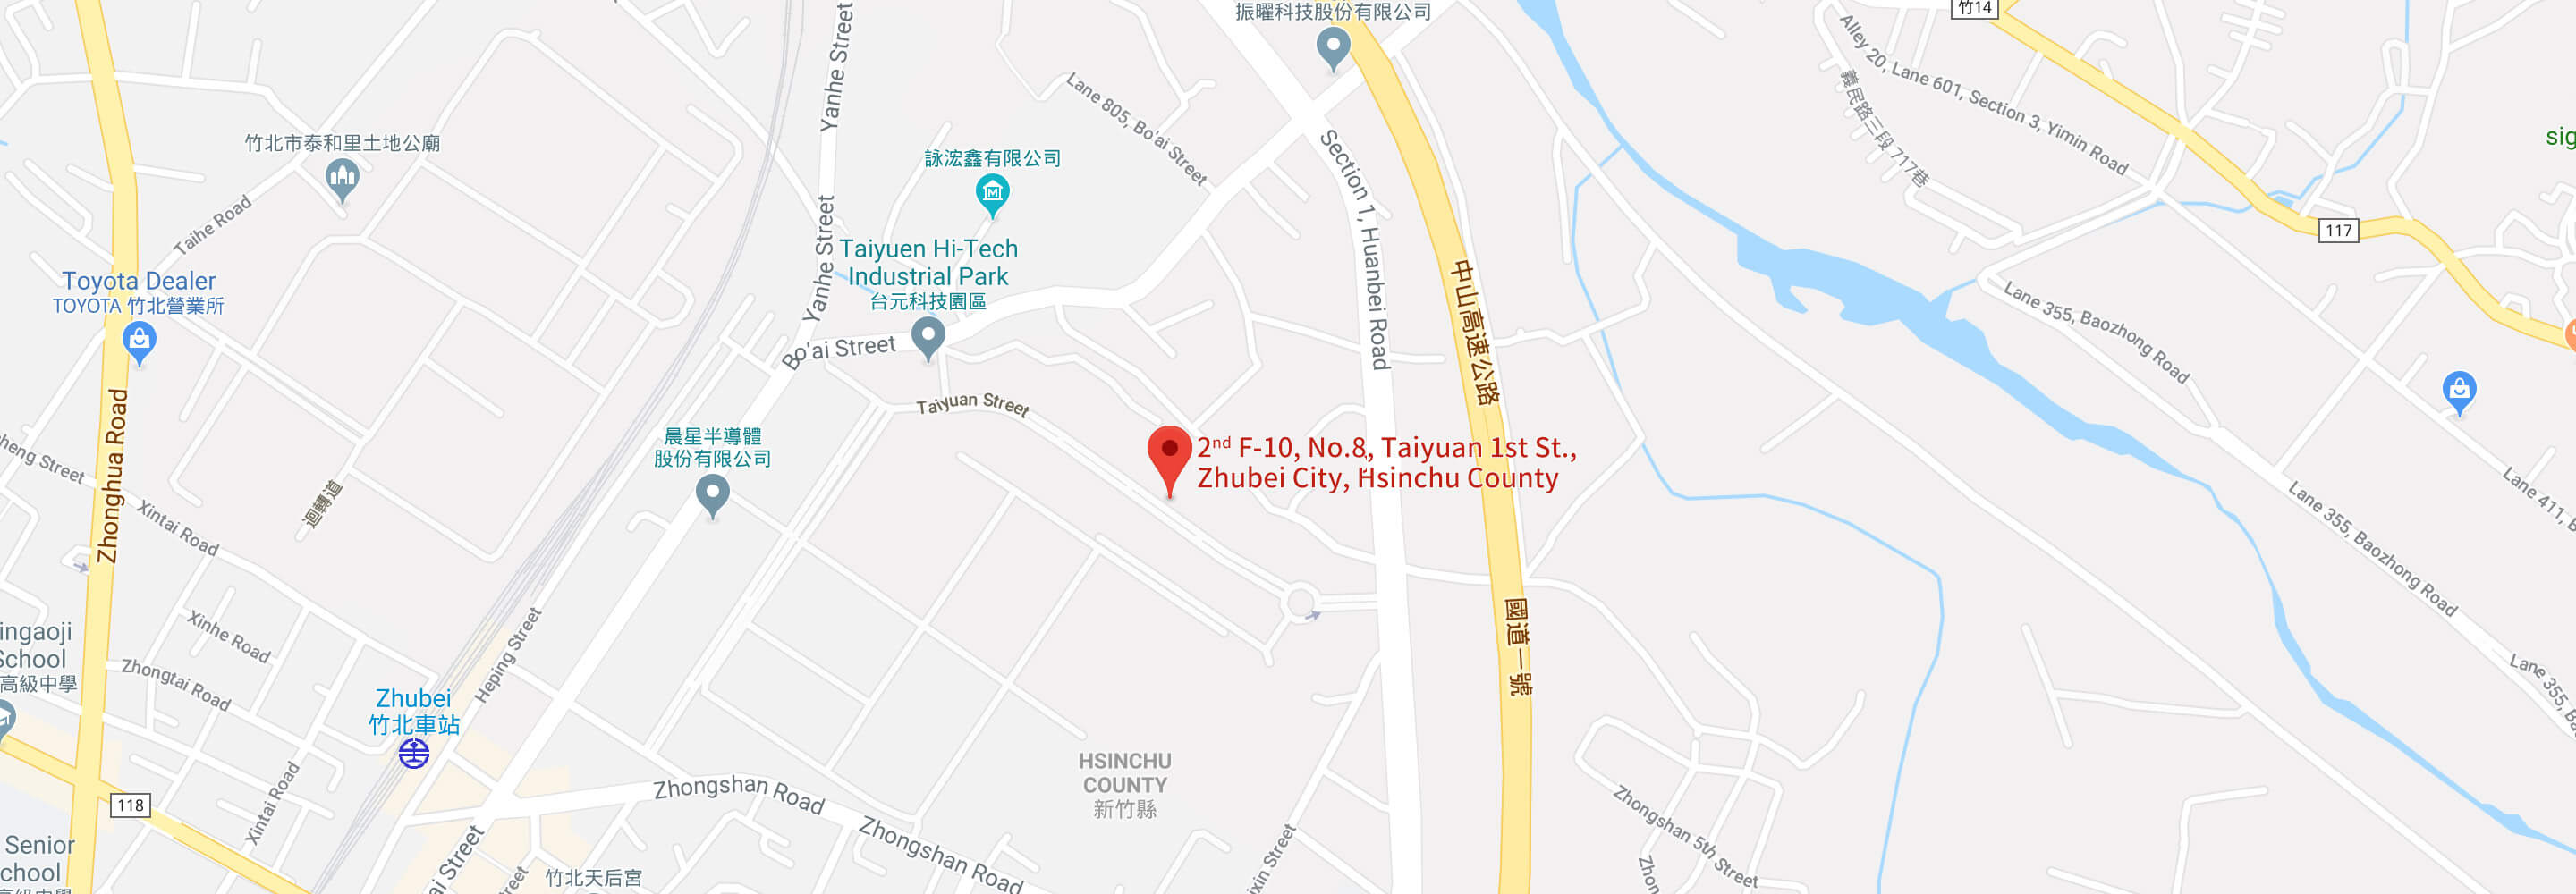 振曜科技股份有限公司
竹14
Yanhe Street
Alley 20, Lane 601, Section 3, Yimin Road
義民路三段 717巷
Lane 805, Bo'ai Street
Section 1, Huanbei Road
竹北市泰和里土地公廟
詠浤鑫有限公司
sig
Taihe Road
Yanhe Street
117
Taiyuen Hi-Tech
Industrial Park
台元科技園區
Toyota Dealer
TOYOTA 竹北營業所
中山高速公路
Lane 355, Baozhong Road
Bo'ai Street
Taiyuan Street
Zhonghua Road
晨星半導體
股份有限公司
2nd F-10, No.8, Taiyuan 1st St.,
Zhubei City, Hsinchu County
heng Street
迴轉道
Xintai Road
Lane 411, B
Lane 355, Baozhong Road
國道一號
Xinhe Road
ingaoji
School
高級中學
Zhongtai Road
Heping Street
Lane 355, Ba
Zhubei
竹北車站
HSINCHU
COUNTY
新竹縣
Zhongshan Road
118
Xintai Road
Zhongshan Road
Zhongshan 5th Street
Zhon
Senior
chool
ai Street
reet
竹北天后宮
ixin Street